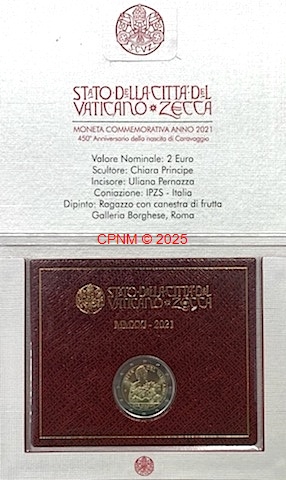 STATO DELLA CITTÀ DEL
VATICANO ZECCA
MONETA COMMEMORATIVA ANNO 2021
450° Anniversario della nascita di Caravaggio
Valore Nominale: 2 Euro
Scultore: Chiara Principe
Incisore: Uliana Pernazza
Coniazione: IPZS - Italia
Dipinto: Ragazzo con canestra di frutta
Galleria Borghese, Roma
CPNM © 2025
STATO DELLA CITTÀ DEL
VATICANO ZECCA
MMXXI - 2021